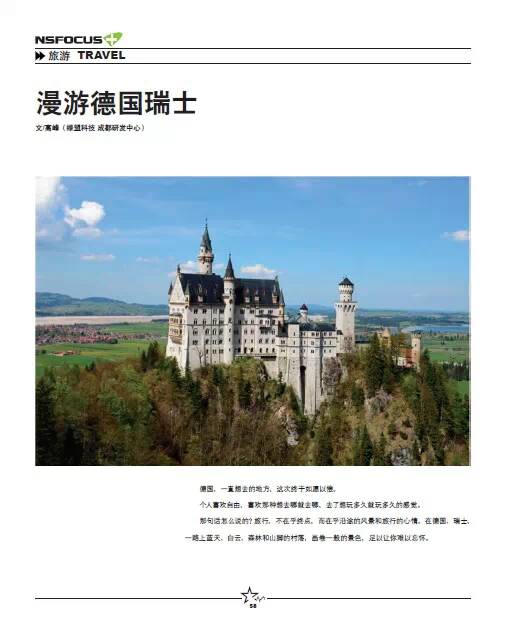 NSFOCUS
旅游 TRAVEL
漫游德国瑞士
文/高峰（绿盟科技 成都研发中心）
德国，一直想去的地方，这次终于如愿以偿。
个人喜欢自由，喜欢那种想去哪就去哪、去了想玩多久就玩多久的感觉。
那句话怎么说的？旅行，不在乎终点，而在乎沿途的风景和旅行的心情，在德国、瑞士，
一路上蓝天、白云、森林和山脚的村落，画卷一般的景色，足以让你难以忘怀。
58